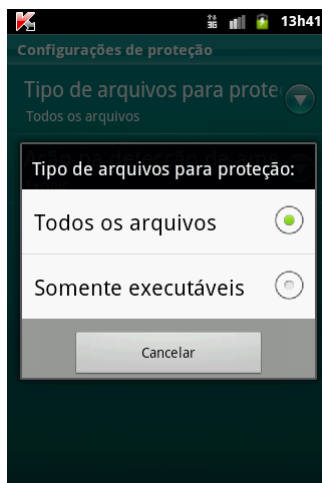 13h41
Configurações de proteção
Tipo de arquivos para prote
Todos os arquivos
Tipo de arquivos para proteção:
Todos os arquivos
Somente executáveis
Cancelar